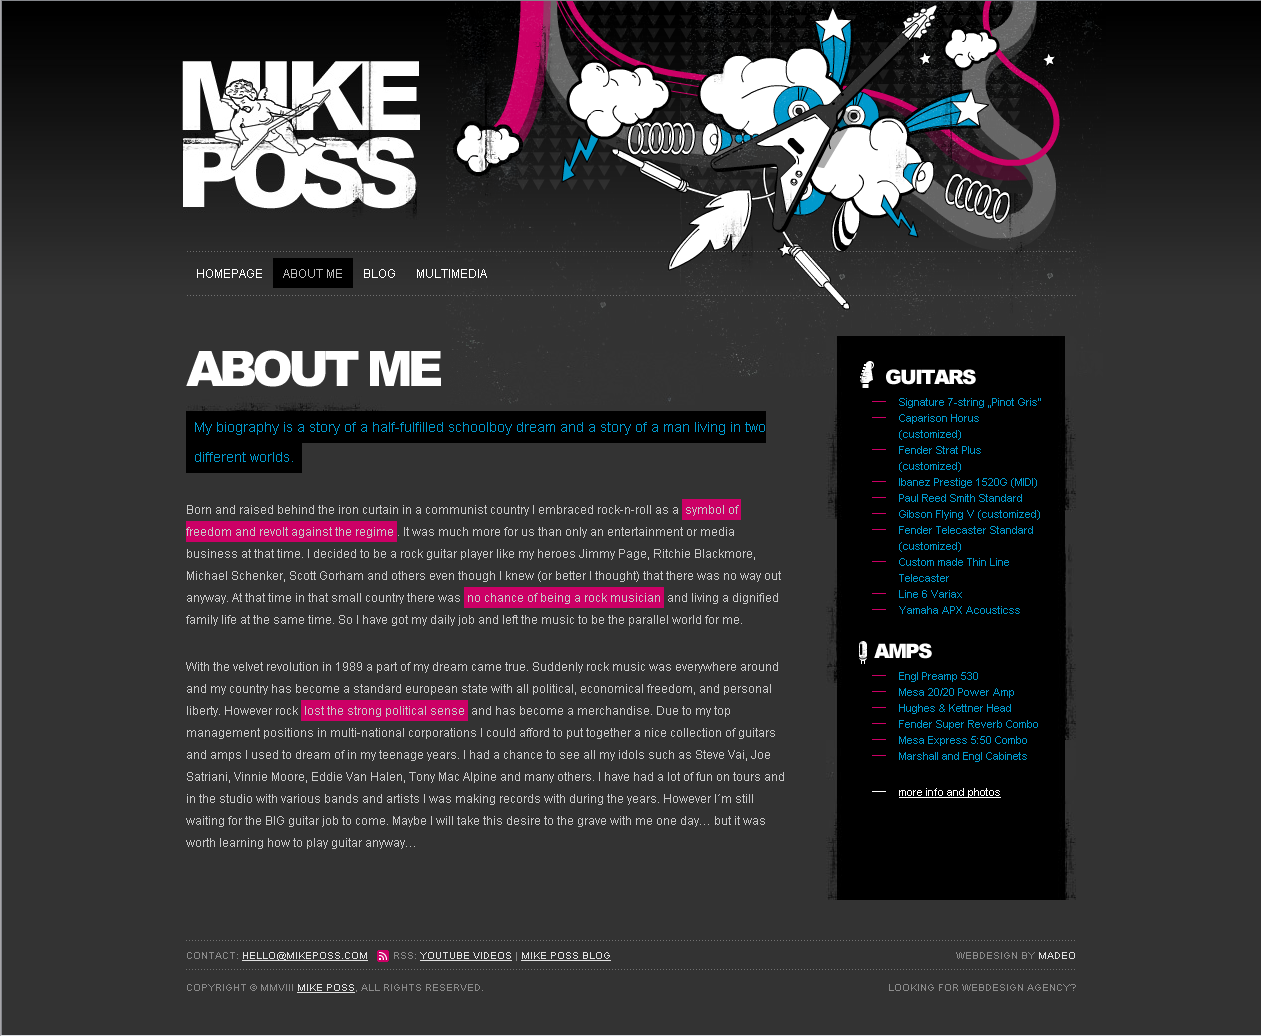 MIKE
POSS
HOMEPAGE ABOUT ME BLOG MULTIMEDIA
ABOUT ME
My biography is a story of a half-fulfilled schoolboy dream and a story of a man living in two
different worlds.
Born and raised behind the iron curtain in a communist country I embraced rock-n-roll as a symbol of
freedom and revolt against the regime. It was much more for us than only an entertainment or media
business at that time. I decided to be a rock guitar player like my heroes Jimmy Page, Ritchie Blackmore,
Michael Schenker, Scott Gorham and others even though I knew (or better I thought) that there was no way out
anyway. At that time in that small country there was no chance of being a rock musician and living a dignified
family life at the same time. So I have got my daily job and left the music to be the parallel world for me.
With the velvet revolution in 1989 a part of my dream came true. Suddenly rock music was everywhere around
and my country has become a standard european state with all political, economical freedom, and personal
liberty. However rock lost the strong political sense and has become a merchandise. Due to my top
management positions in multi-national corporations I could afford to put together a nice collection of guitars
and amps I used to dream of in my teenage years. I had a chance to see all my idols such as Steve Vai, Joe
Satriani, Vinnie Moore, Eddie Van Halen, Tony Mac Alpine and many others. I have had a lot of fun on tours and
in the studio with various bands and artists I was making records with during the years. However I´m still
waiting for the BIG guitar job to come. Maybe I will take this desire to the grave with me one day... but it was
worth learning how to play guitar anyway...
GUITARS
— Signature 7-string „Pinot Gris"
— Caparison Horus
(customized)
— Fender Strat Plus
(customized)
— Ibanez Prestige 1520G (MIDI)
— Paul Reed Smith Standard
— Gibson Flying V (customized)
— Fender Telecaster Standard
(customized)
— Custom made Thin Line
Telecaster
— Line 6 Variax
— Yamaha APX Acousticss
AMPS
— Engl Preamp 530
— Mesa 20/20 Power Amp
— Hughes & Kettner Head
— Fender Super Reverb Combo
— Mesa Express 5:50 Combo
— Marshall and Engl Cabinets
— more info and photos
CONTACT: HELLO@MIKEPOSS.COM RSS: YOUTUBE VIDEOS | MIKE POSS BLOG WEBDESIGN BY MADEO
COPYRIGHT © MMVIII MIKE POSS, ALL RIGHTS RESERVED. LOOKING FOR WEBDESIGN AGENCY?